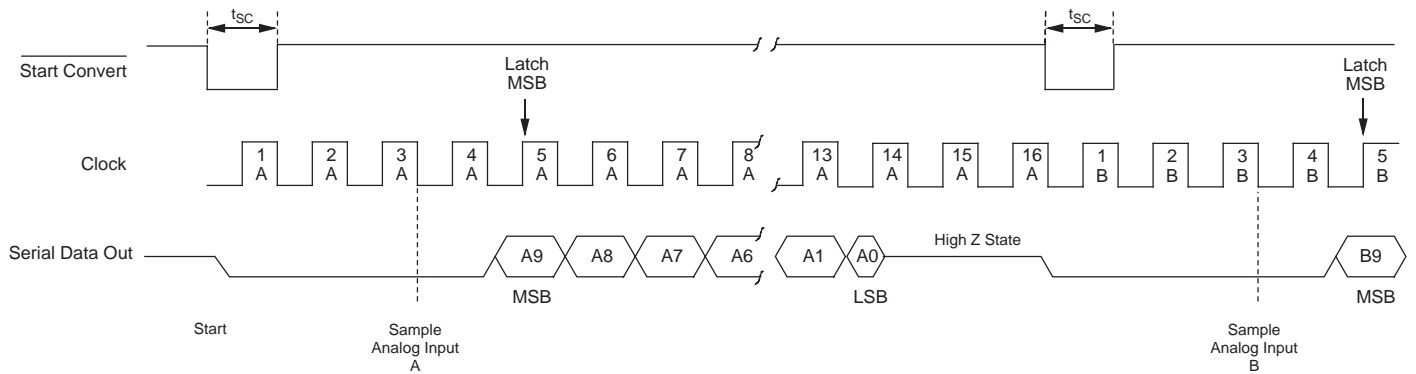 tSC
tSC
Start Convert
Latch
MSB
Latch
MSB
Clock
1
A
2
A
3
A
4
A
5
A
6
A
7
A
8
A
13
A
14
A
15
A
16
A
1
B
2
B
3
B
4
B
5
B
Serial Data Out
A9
A8
A7
A6
A1
A0
High Z State
B9
MSB
LSB
MSB
Start
Sample
Analog Input
A
Sample
Analog Input
B